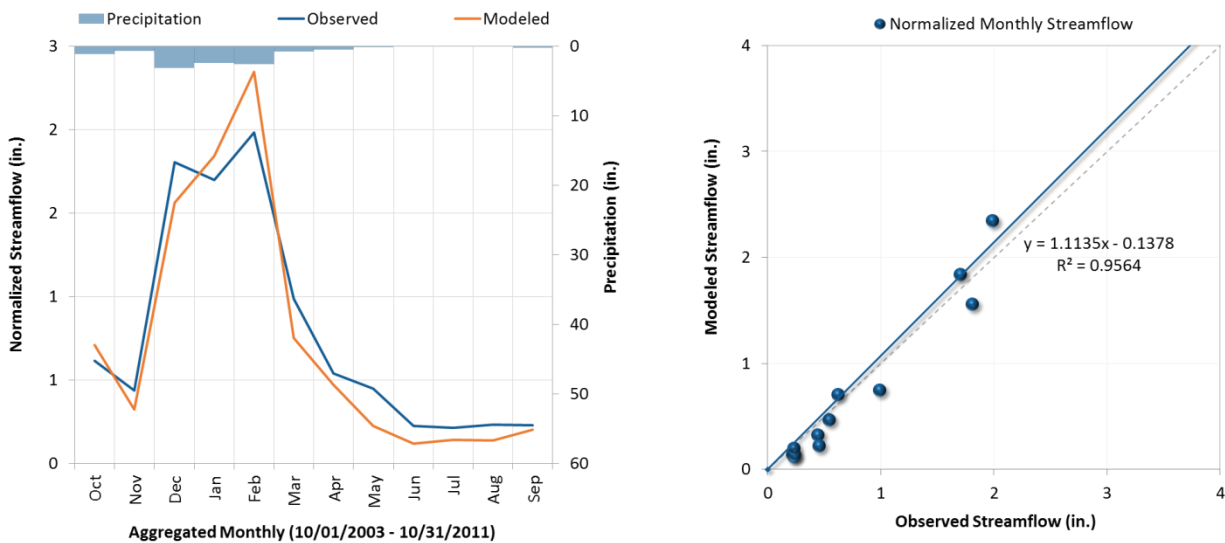 Precipitation Observed Modeled
Normalized Streamflow (in.)
3
2
2
1
1
0
0
10
20
30
40
50
60
Precipitation (in.)
Oct Nov Dec Jan Feb Mar Apr May Jun Jul Aug Sep
Aggregated Monthly (10/01/2003 - 10/31/2011)
Normalized Monthly Streamflow
Modeled Streamflow (in.)
4
3
2
1
0
y = 1.1135x - 0.1378
R² = 0.9564
0 1 2 3 4
Observed Streamflow (in.)